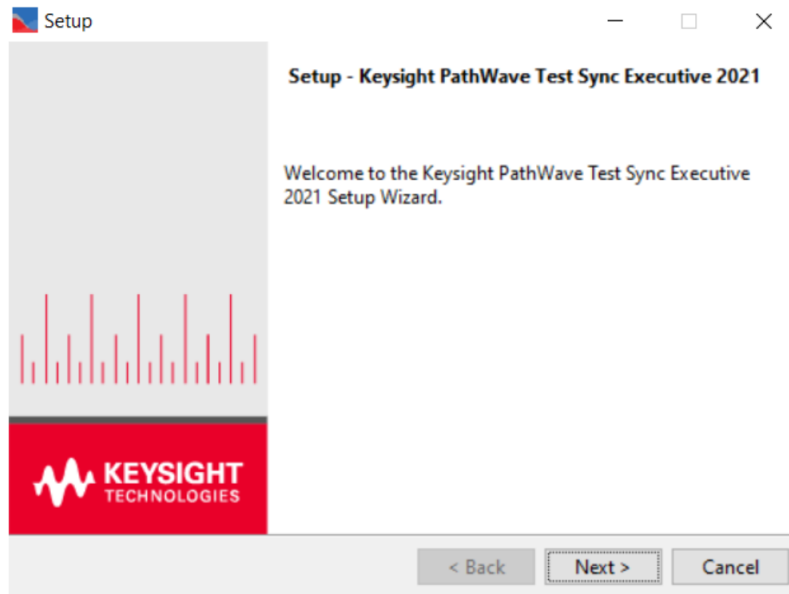 Setup
Setup - Keysight PathWave Test Sync Executive 2021
Welcome to the Keysight PathWave Test Sync Executive
2021 Setup Wizard.
KEYSIGHT
TECHNOLOGIES
< Back
Next >
Cancel